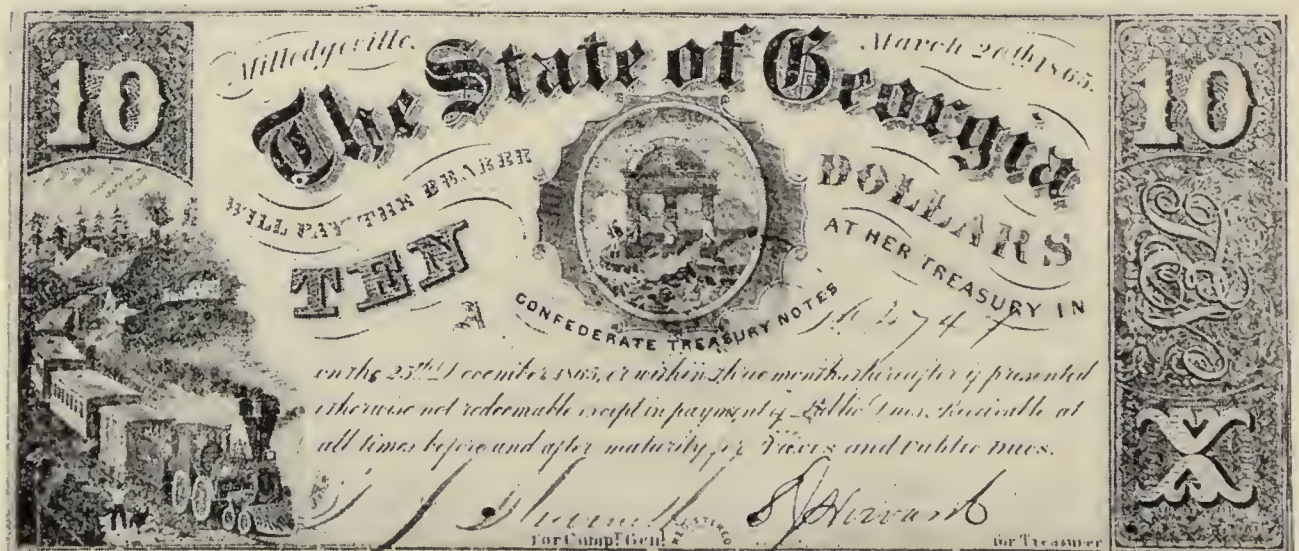 10
Milledgeville,
March 20th 1865.
10
The State of Georgia
WILL PAY THE BEARER
TEN
DOLLARS
AT HER TREASURY IN
CONFEDERATE TREASURY NOTES
A
on the 25th December 1865, or within three months thereafter if presented
otherwise not redeemable except in payment of Public Dues. Receivable at
all times before and after maturity for Taxes and Public Dues.
for Compt. Gen.
REGISTERED
for Treasurer
X